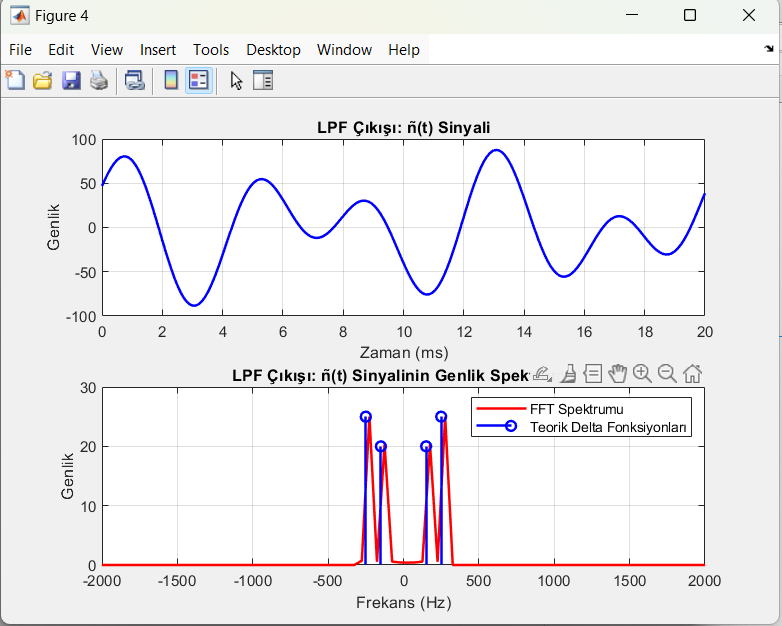 Figure 4
File Edit View Insert Tools Desktop Window Help
LPF Çıkışı: ñ(t) Sinyali
100
50
0
-50
-100
Genlik
0 2 4 6 8 10 12 14 16 18 20
Zaman (ms)
LPF Çıkışı: ñ(t) Sinyalinin Genlik Spek
30
20
10
0
Genlik
FFT Spektrumu
Teorik Delta Fonksiyonları
-2000 -1500 -1000 -500 0 500 1000 1500 2000
Frekans (Hz)